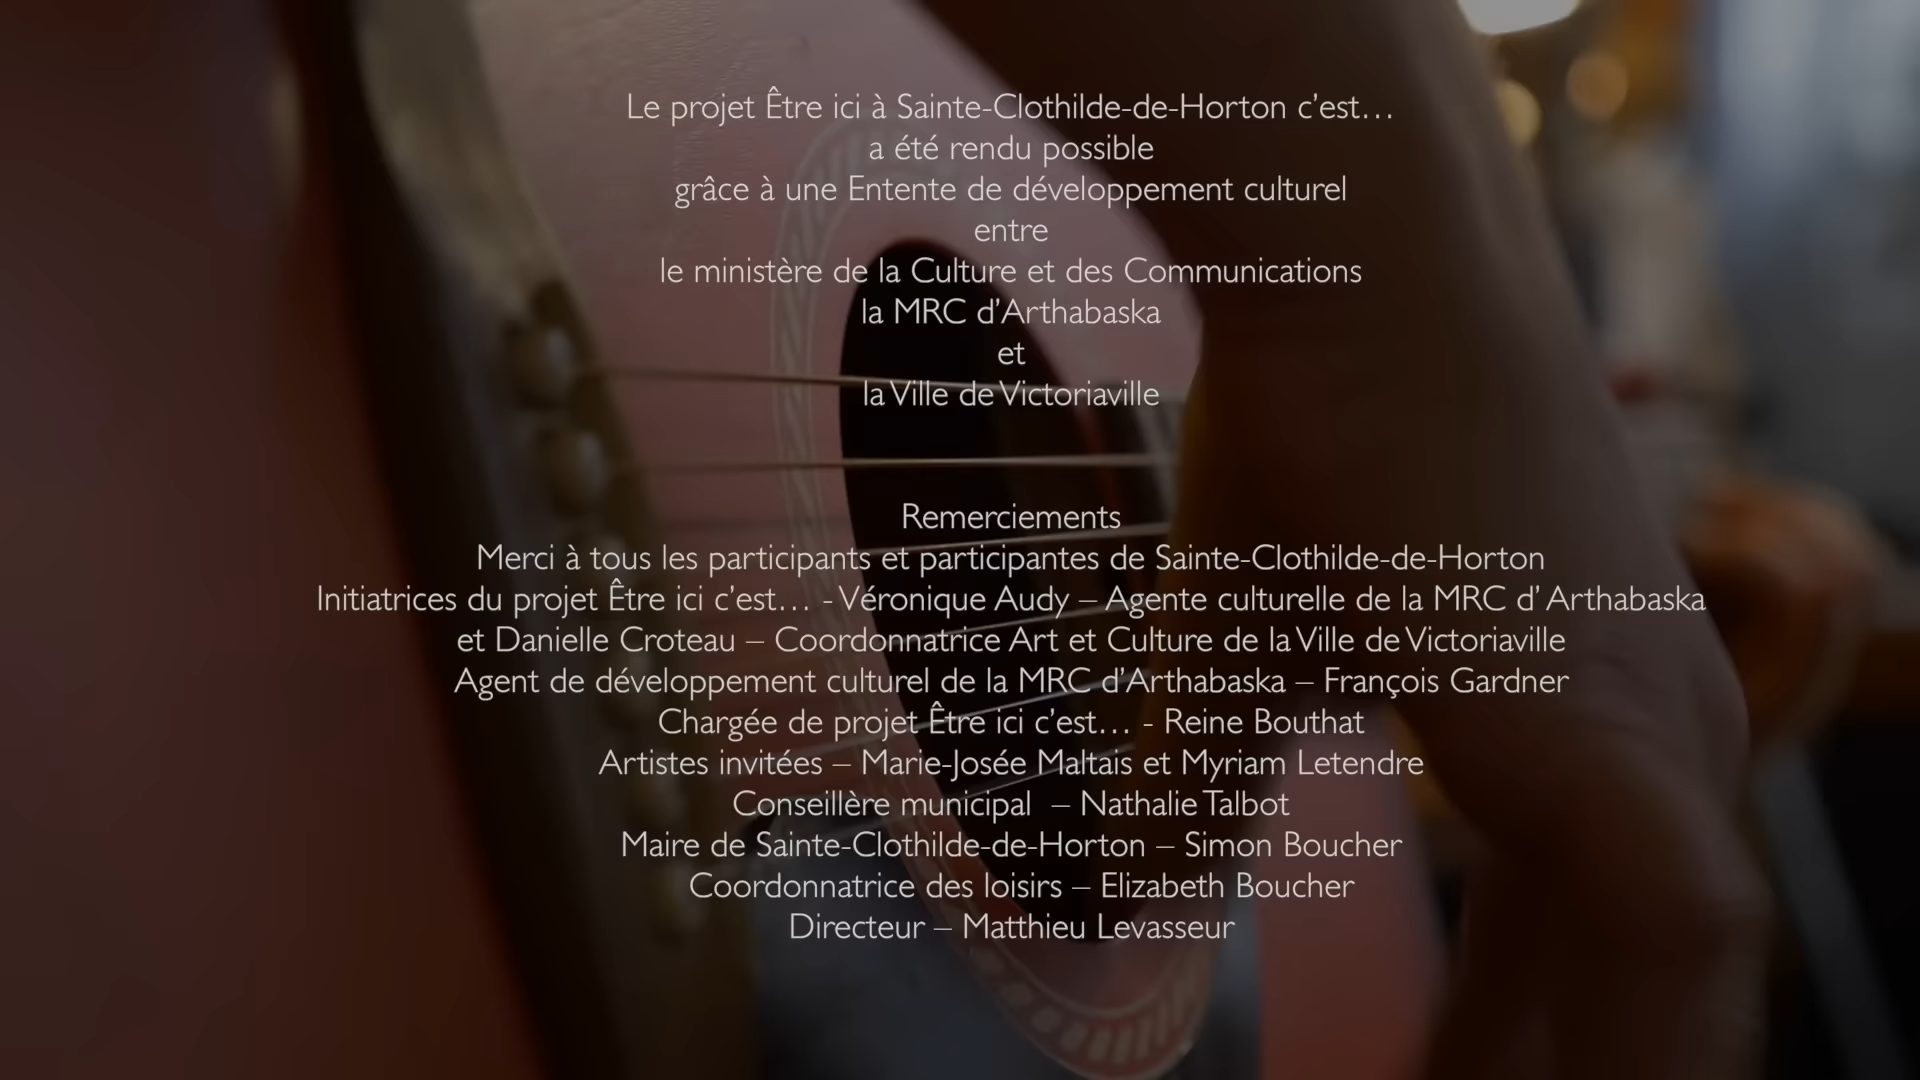 Le projet Être ici à Sainte-Clothilde-de-Horton c’est…
a été rendu possible
grâce à une Entente de développement culturel
entre
le ministère de la Culture et des Communications
la MRC d’Arthabaska
et
la Ville de Victoriaville
Remerciements
Merci à tous les participants et participantes de Sainte-Clothilde-de-Horton
Initiatrices du projet Être ici c’est… - Véronique Audy – Agente culturelle de la MRC d’ Arthabaska
et Danielle Croteau – Coordonnatrice Art et Culture de la Ville de Victoriaville
Agent de développement culturel de la MRC d’Arthabaska – François Gardner
Chargée de projet Être ici c’est… - Reine Bouthat
Artistes invitées – Marie-Josée Maltais et Myriam Letendre
Conseillère municipal  – Nathalie Talbot
Maire de Sainte-Clothilde-de-Horton – Simon Boucher
Coordonnatrice des loisirs – Elizabeth Boucher
Directeur – Matthieu Levasseur